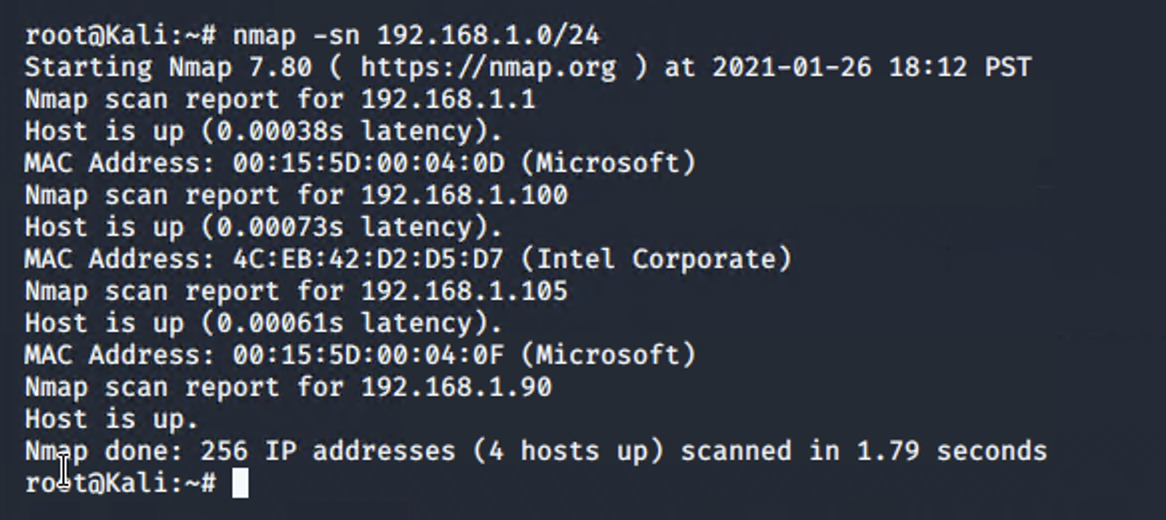 root@Kali:~# nmap -sn 192.168.1.0/24
Starting Nmap 7.80 ( https://nmap.org ) at 2021-01-26 18:12 PST
Nmap scan report for 192.168.1.1
Host is up (0.00038s latency).
MAC Address: 00:15:5D:00:04:0D (Microsoft)
Nmap scan report for 192.168.1.100
Host is up (0.00073s latency).
MAC Address: 4C:EB:42:D2:D5:D7 (Intel Corporate)
Nmap scan report for 192.168.1.105
Host is up (0.00061s latency).
MAC Address: 00:15:5D:00:04:0F (Microsoft)
Nmap scan report for 192.168.1.90
Host is up.
Nmap done: 256 IP addresses (4 hosts up) scanned in 1.79 seconds
root@Kali:~#